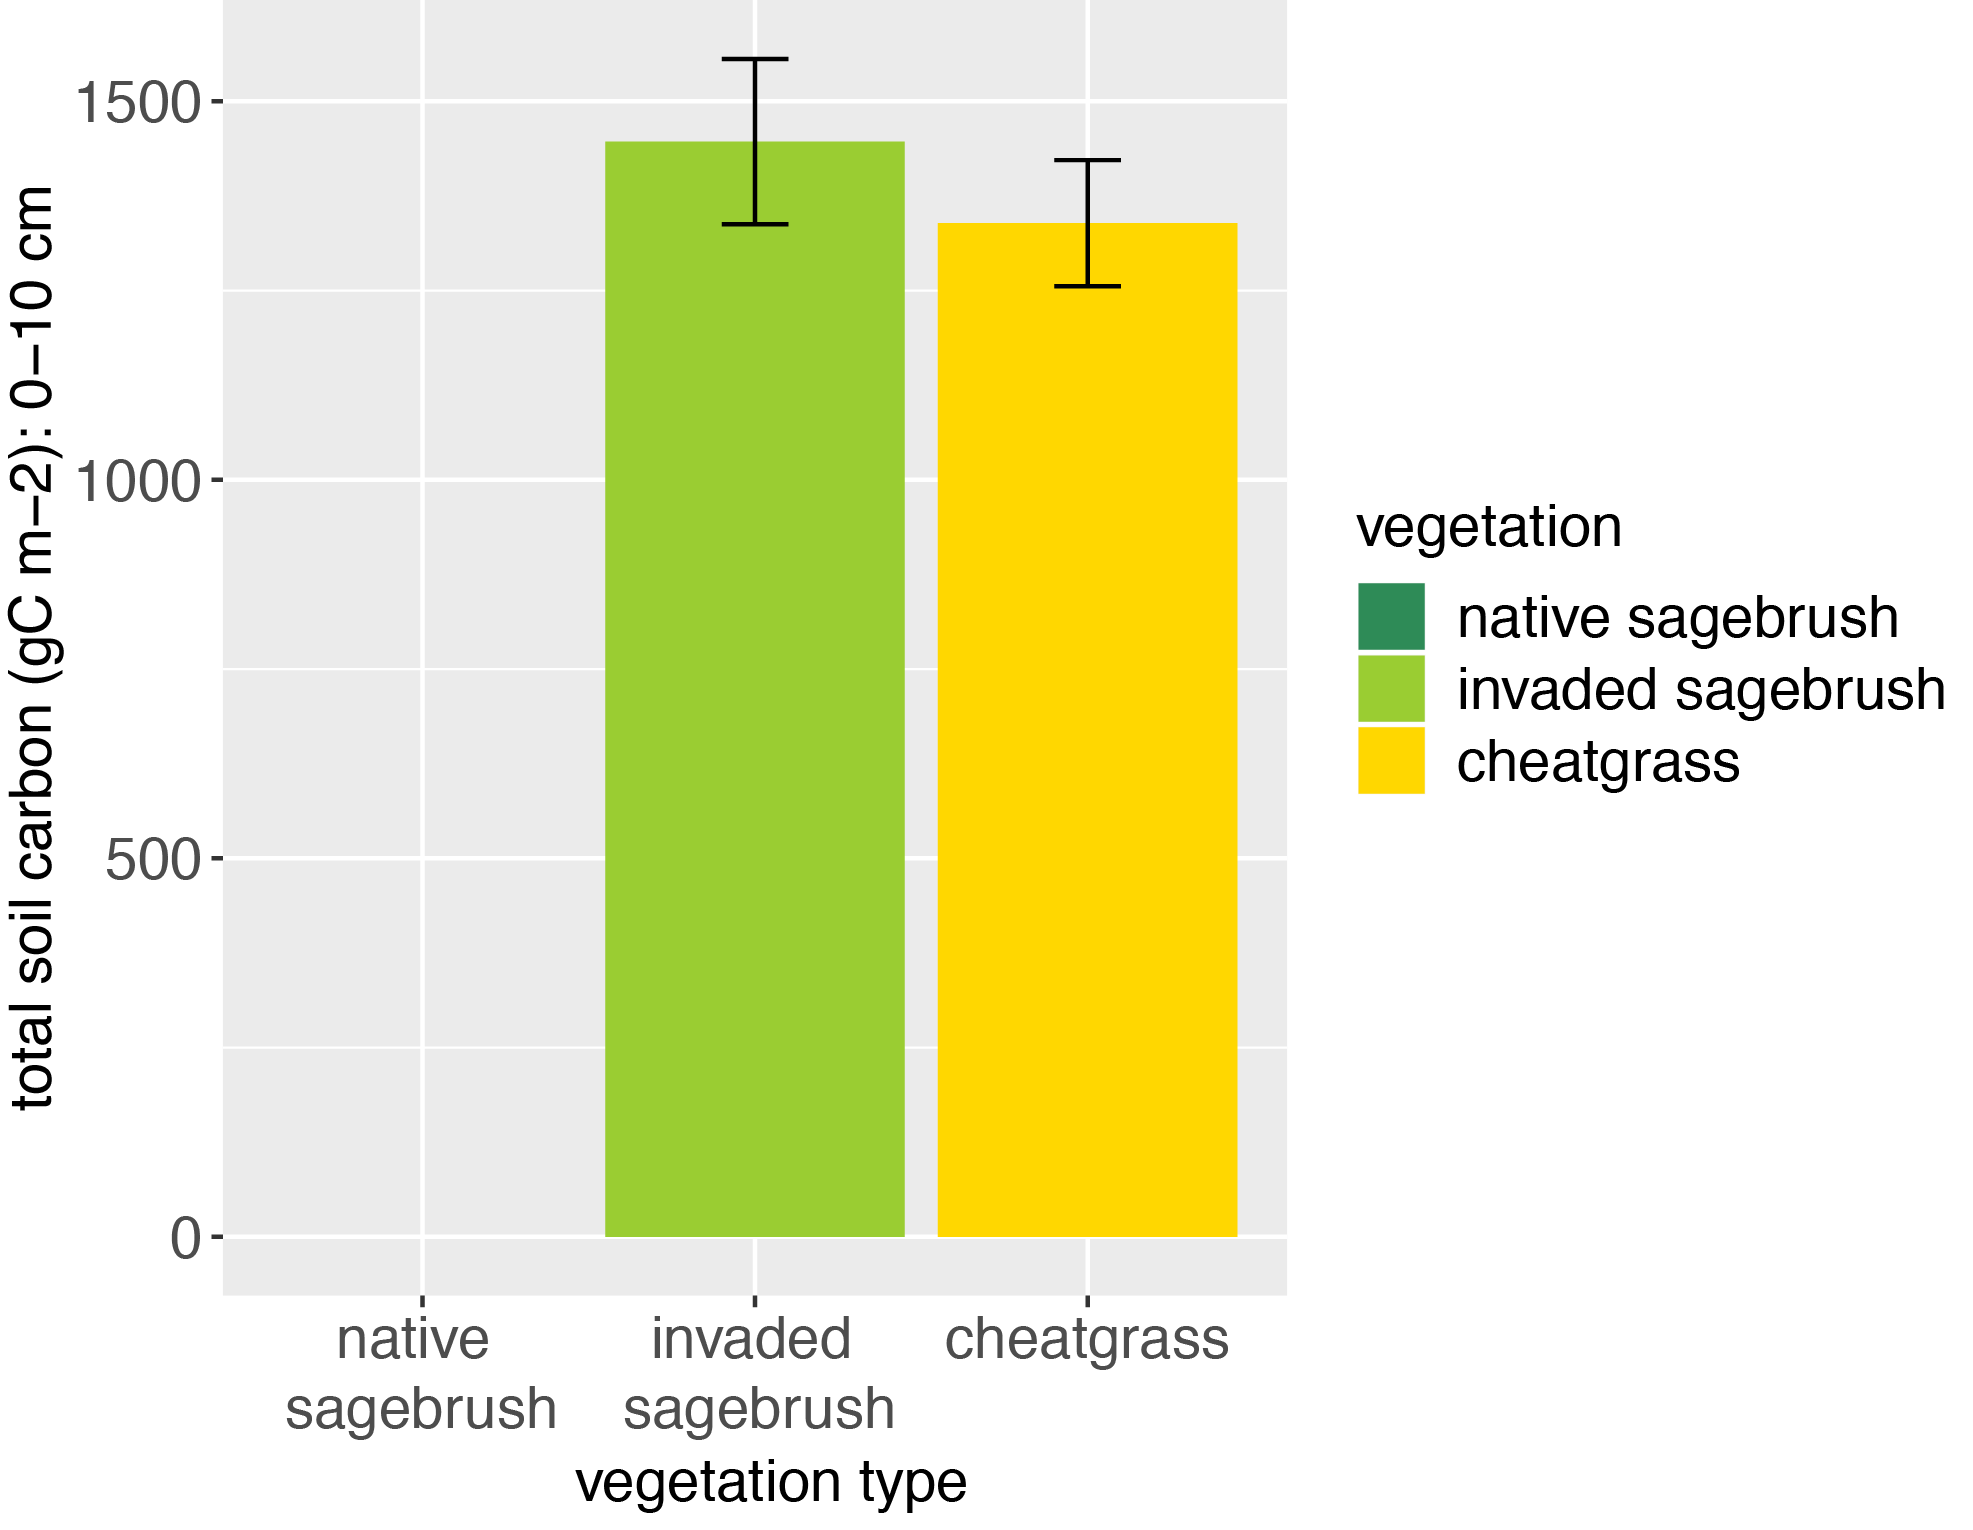 total soil carbon (gC m−2): 0−10 cm
1500
1000
500
0
native
sagebrush
invaded
sagebrush
cheatgrass
vegetation type
vegetation
native sagebrush
invaded sagebrush
cheatgrass